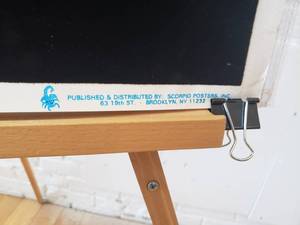 PUBLISHED & DISTRIBUTED BY: SCORPIO POSTERS, INC.
63 19th ST. - BROOKLYN, NY 11232